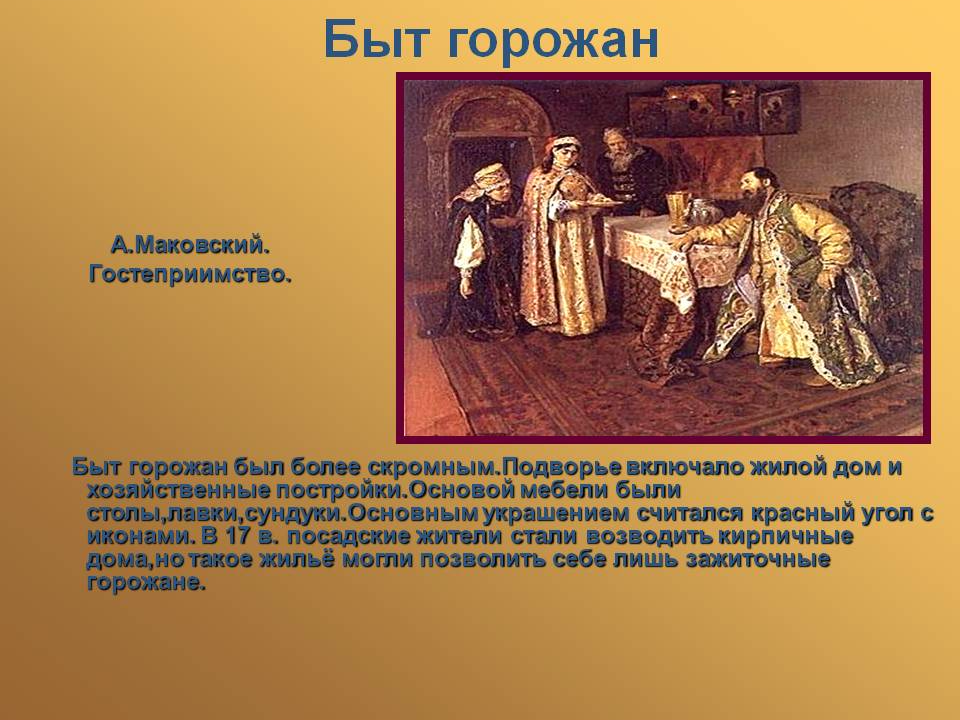 Быт горожан
А.Маковский.
Гостеприимство.
Быт горожан был более скромным.Подворье включало жилой дом и
хозяйственные постройки.Основой мебели были
столы,лавки,сундуки.Основным украшением считался красный угол с
иконами. В 17 в. посадские жители стали возводить кирпичные
дома,но такое жильё могли позволить себе лишь зажиточные
горожане.